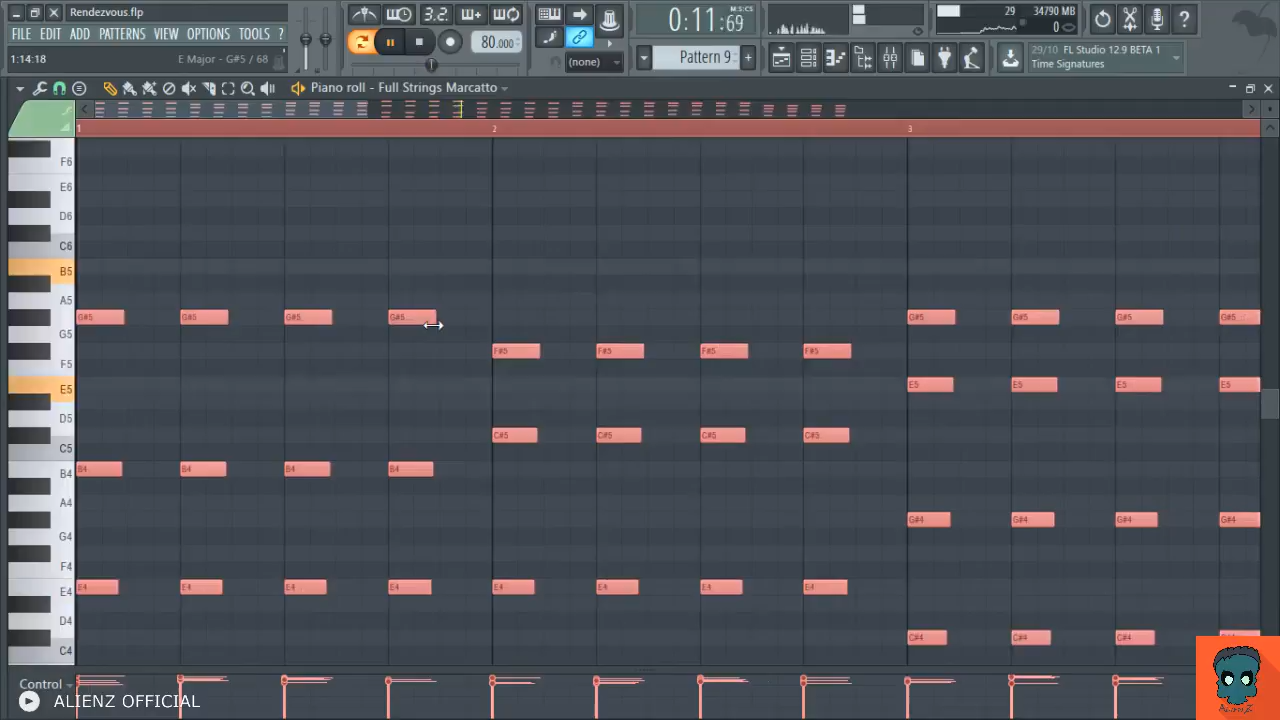 Rendezvous.flp
FILE EDIT ADD PATTERNS VIEW OPTIONS TOOLS ?
1:14:18 E Major - G#5 / 68
3.2.
80.000
(none)
M:S:CS
0:11:69
Pattern 9
29 34790 MB
0
29/10 FL Studio 12.9 BETA 1
Time Signatures
Piano roll - Full Strings Marcatto
1 2 3
F6
E6
D6
C6
B5
A5
G#5 G#5 G#5 G#5 G#5 G#5 G#5 G#5
G5
F#5 F#5 F#5 F#5
F5
E5 E5 E5 E5 E5
D5
C#5 C#5 C#5 C#5
C5
B4 B4 B4 B4 B4
A4
G#4 G#4 G#4 G#4
G4
F4
E4 E4 E4 E4 E4 E4 E4 E4 E4
D4
C#4 C#4 C#4
C4
Control
ALIENZ OFFICIAL
AlienZ